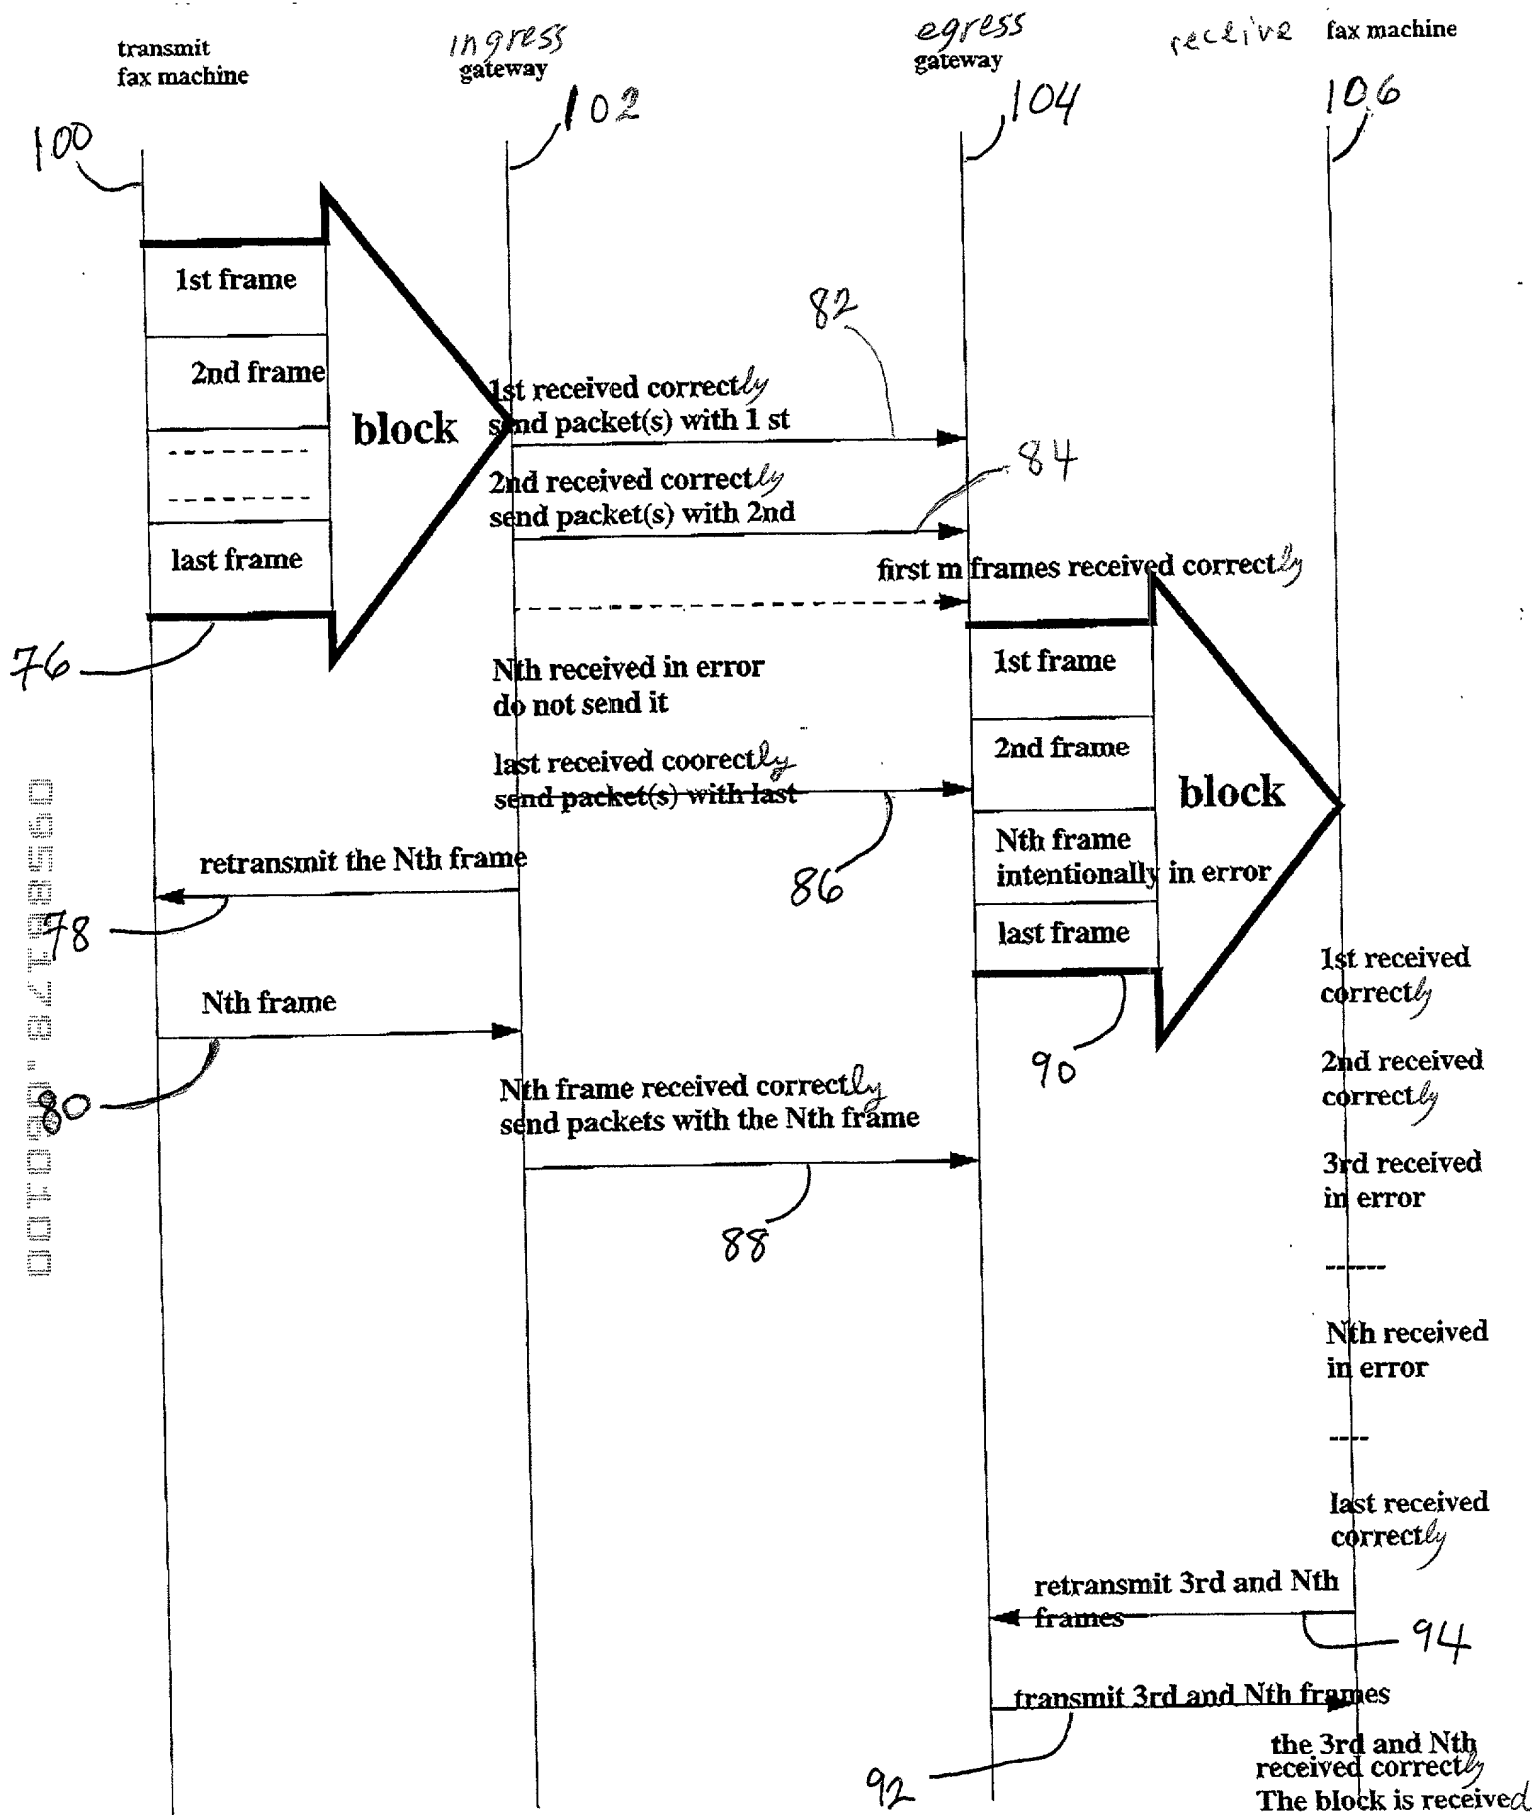 transmit
fax machine
ingress
gateway
egress
gateway
receive fax machine
100
102
104
106
1st frame
2nd frame
last frame
block
76
82
1st received correctly
send packet(s) with 1 st
84
2nd received correctly
send packet(s) with 2nd
first m frames received correctly
Nth received in error
do not send it
last received coorectly
send packet(s) with last
86
1st frame
2nd frame
Nth frame
intentionally in error
last frame
block
90
retransmit the Nth frame
78
Nth frame
80
Nth frame received correctly
send packets with the Nth frame
88
1st received
correctly
2nd received
correctly
3rd received
in error
------
Nth received
in error
----
last received
correctly
retransmit 3rd and Nth
frames
94
transmit 3rd and Nth frames
92
the 3rd and Nth
received correctly
The block is received